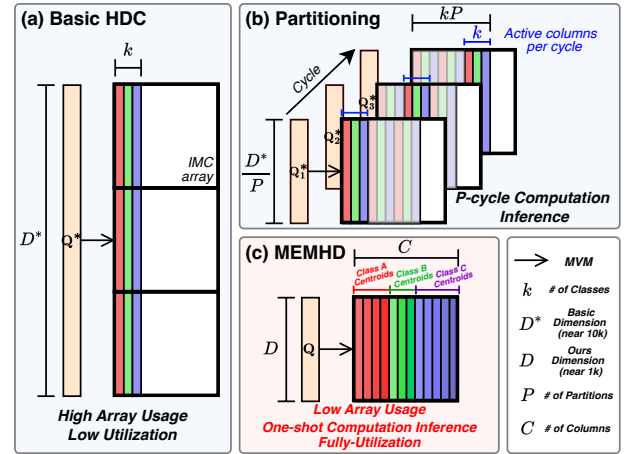 (a) Basic HDC
k
D*
Q*
IMC
array
High Array Usage
Low Utilization
(b) Partitioning
kP
k
Active columns
per cycle
Cycle
Q₃*
Q₂*
Q₁*
D*
P
P-cycle Computation
Inference
(c) MEMHD
C
Class A
Centroids
Class B
Centroids
Class C
Centroids
D
Q
Low Array Usage
One-shot Computation Inference
Fully-Utilization
MVM
k # of Classes
D* Basic
Dimension
(near 10k)
D Ours
Dimension
(near 1k)
P # of Partitions
C # of Columns